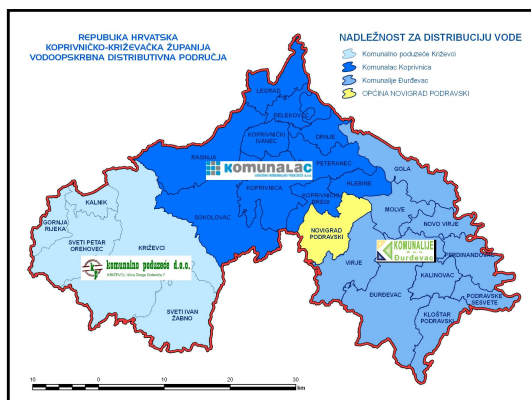 REPUBLIKA HRVATSKA
KOPRIVNIČKO-KRIŽEVAČKA ŽUPANIJA
VODOOPSKRBNA DISTRIBUTIVNA PODRUČJA
NADLEŽNOST ZA DISTRIBUCIJU VODE
Komunalno poduzeće Križevci
Komunalac Koprivnica
Komunalije Đurđevac
OPĆINA NOVIGRAD PODRAVSKI
LEGRAD
ĐELEKOVEC
KOPRIVNIČKI
IVANEC
DRNJE
RASINJA
PETERANEC
KOMUNALAC
GOLA
KOPRIVNICA
HLEBINE
KOPRIVNIČKI
BREGI
KALNIK
SOKOLOVAC
MOLVE
GORNJA
RIJEKA
NOVO VIRJE
SVETI PETAR
OREHOVEC
KRIŽEVCI
NOVIGRAD
PODRAVSKI
KOMUNALIJE
d.o.o.
Đurđevac
FERDINANDOVAC
VIRJE
komunalno poduzeće d.o.o.
KALINOVAC
ĐURĐEVAC
PODRAVSKE
SESVETE
SVETI IVAN
ŽABNO
KLOŠTAR
PODRAVSKI
10 0 10 20 30
km